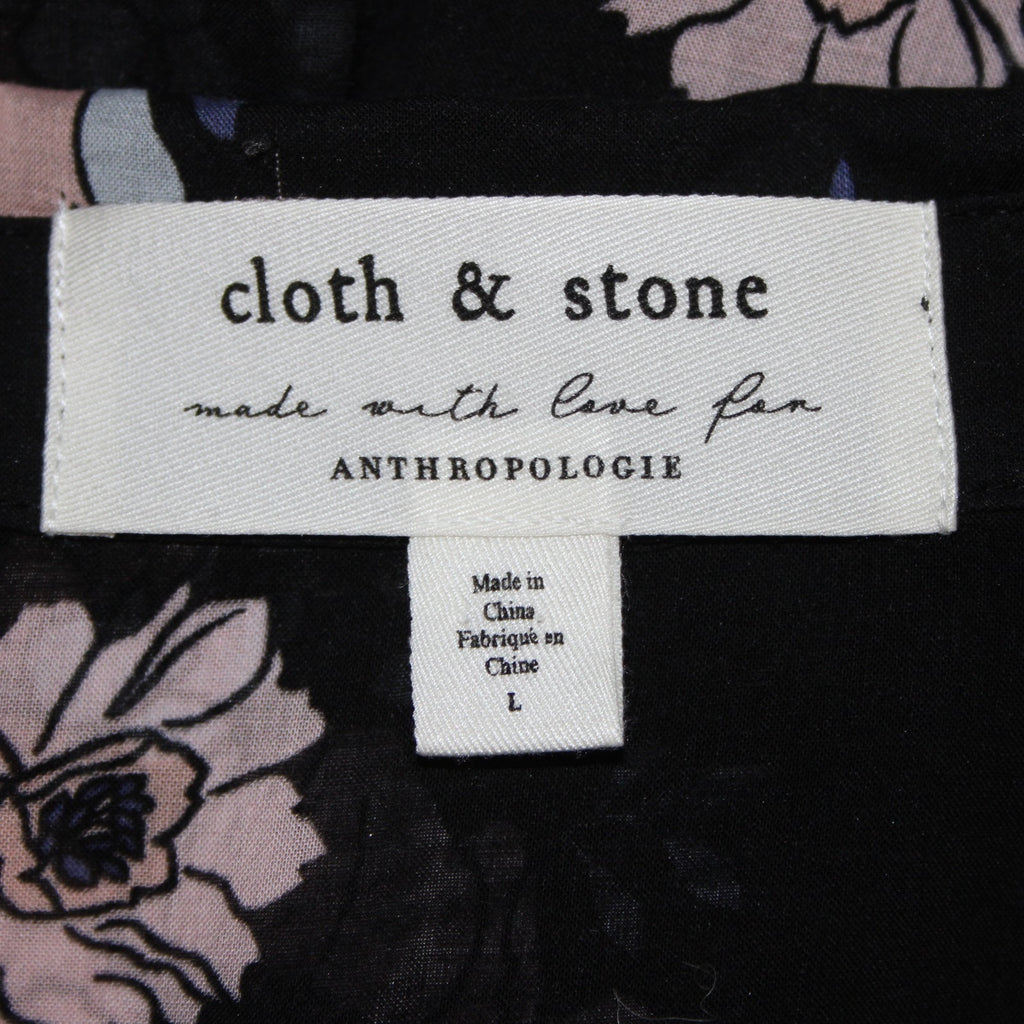 cloth & stone
made with love for
ANTHROPOLOGIE
Made in
China
Fabriqué en
Chine
L